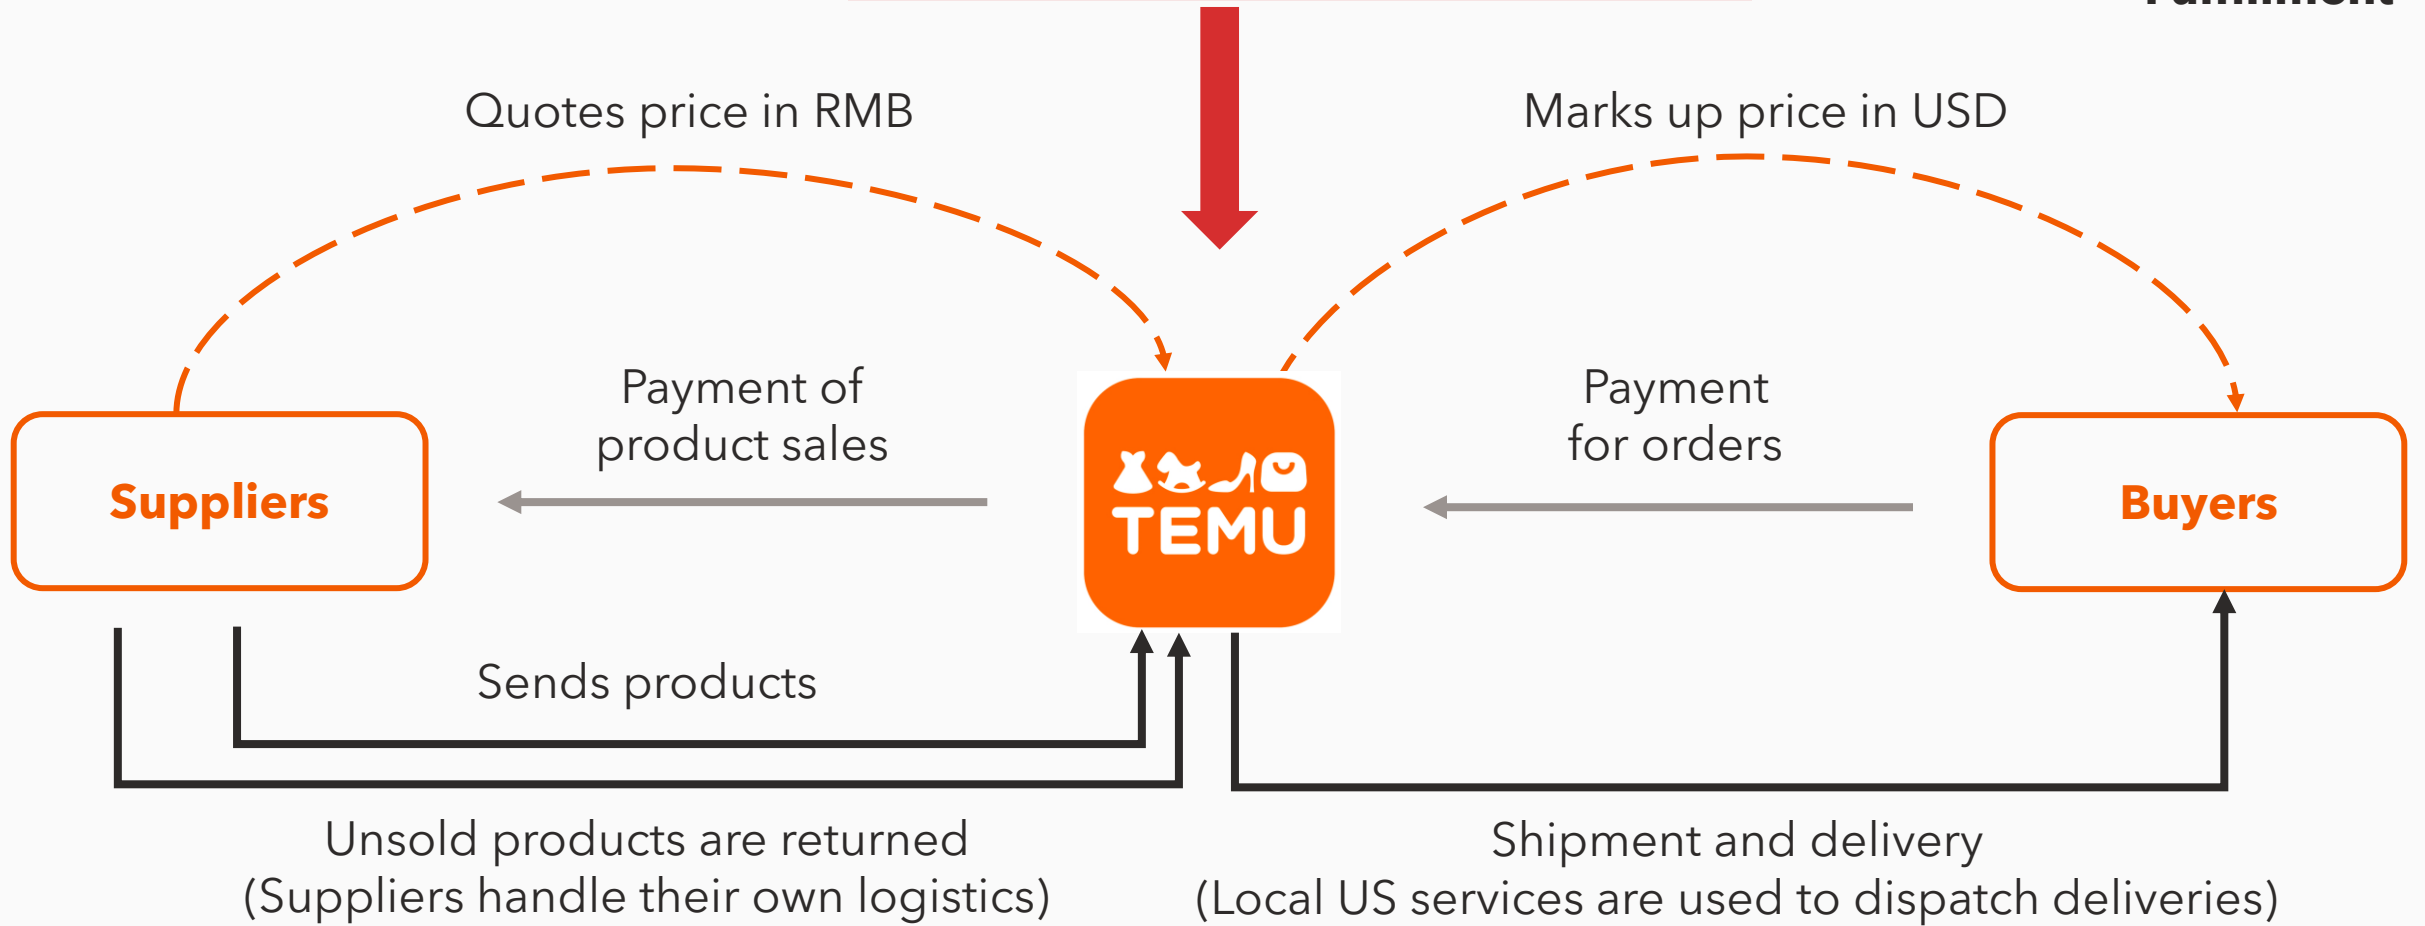 Quotes price in RMB
Marks up price in USD
Payment of
product sales
Payment
for orders
Suppliers
TEMU
Buyers
Sends products
Unsold products are returned
(Suppliers handle their own logistics)
Shipment and delivery
(Local US services are used to dispatch deliveries)